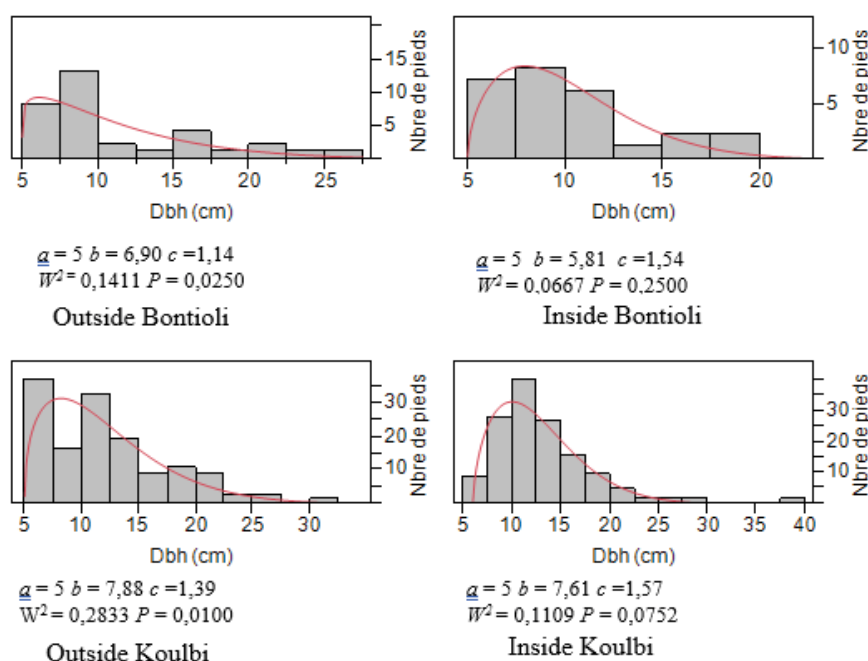 15
10
5
Nbre de pieds
5 10 15 20 25
Dbh (cm)
a = 5 b = 6,90 c =1,14
W² = 0,1411 P = 0,0250
Outside Bontioli
10
5
Nbre de pieds
5 10 15 20
Dbh (cm)
a = 5 b = 5,81 c =1,54
W² = 0,0667 P = 0,2500
Inside Bontioli
30
20
10
Nbre de pieds
5 10 15 20 30
Dbh (cm)
a = 5 b = 7,88 c =1,39
W² = 0,2833 P = 0,0100
Outside Koulbi
30
20
10
Nbre de pieds
5 10 15 20 25 30 35 40
Dbh (cm)
a = 5 b = 7,61 c =1,57
W² = 0,1109 P = 0,0752
Inside Koulbi